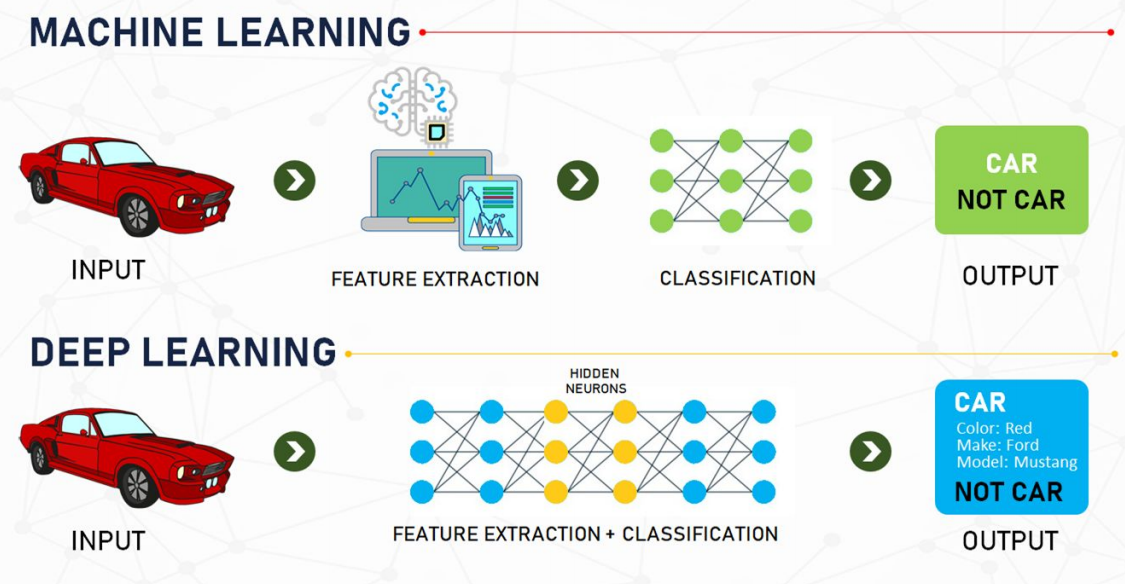 MACHINE LEARNING
INPUT
FEATURE EXTRACTION
CLASSIFICATION
CAR
NOT CAR
OUTPUT
DEEP LEARNING
INPUT
HIDDEN
NEURONS
FEATURE EXTRACTION + CLASSIFICATION
CAR
Color: Red
Make: Ford
Model: Mustang
NOT CAR
OUTPUT